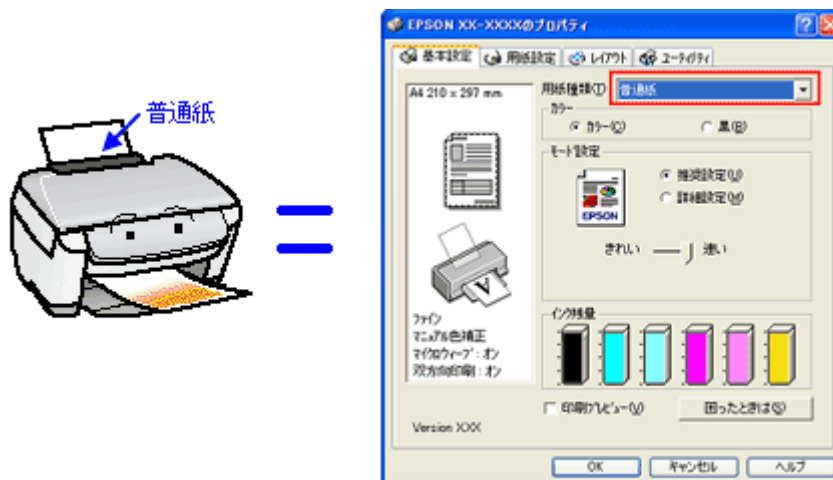 普通紙
EPSON XX-XXXXのプロパティ
基本設定
用紙設定
レイアウト
ユーティリティ
A4 210 x 297 mm
用紙種類(T)
普通紙
カラー
カラー(C)
黒(B)
モード設定
EPSON
推奨設定(U)
詳細設定(M)
きれい
速い
ファイン
マニュアル色補正
マイクロウィーブ:オン
双方向印刷:オン
インク残量
印刷プレビュー(V)
困ったときは(S)
Version XXX
OK
キャンセル
ヘルプ